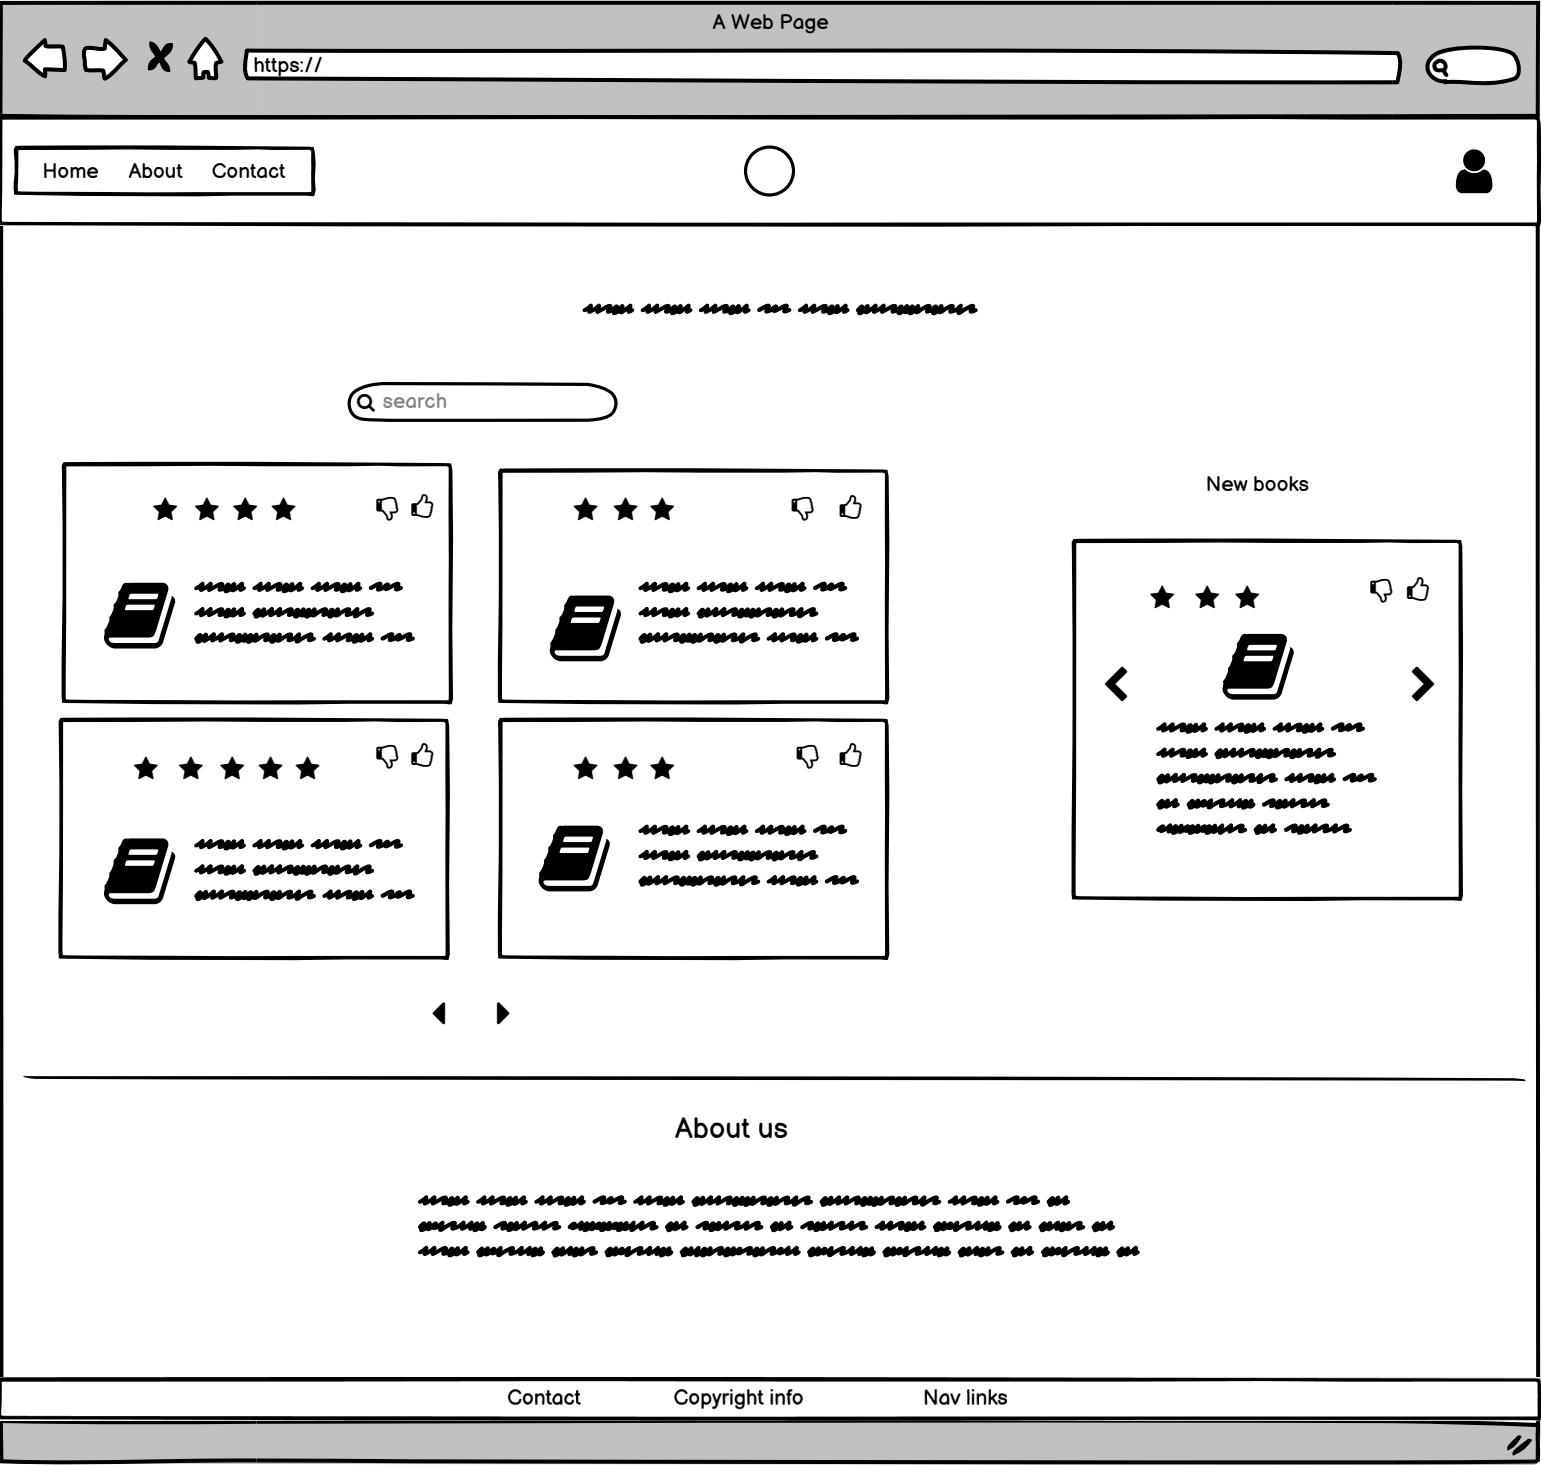 A Web Page
https://
Home About Contact
search
New books
About us
Contact Copyright info Nav links